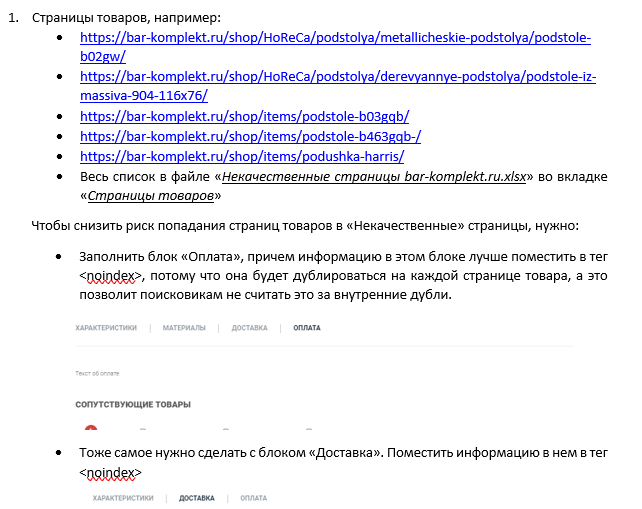 1. Страницы товаров, например:
• https://bar-komplekt.ru/shop/HoReCa/podstolya/metallicheskie-podstolya/podstole-
b02gw/
• https://bar-komplekt.ru/shop/HoReCa/podstolya/derevyannye-podstolya/podstole-iz-
massiva-904-116x76/
• https://bar-komplekt.ru/shop/items/podstole-b03gqb/
• https://bar-komplekt.ru/shop/items/podstole-b463gqb-/
• https://bar-komplekt.ru/shop/items/podushka-harris/
• Весь список в файле «Некачественные страницы bar-komplekt.ru.xlsx» во вкладке
«Страницы товаров»
Чтобы снизить риск попадания страниц товаров в «Некачественные» страницы, нужно:
• Заполнить блок «Оплата», причем информацию в этом блоке лучше поместить в тег
<noindex>, потому что она будет дублироваться на каждой странице товара, а это
позволит поисковикам не считать это за внутренние дубли.
ХАРАКТЕРИСТИКИ | МАТЕРИАЛЫ | ДОСТАВКА | ОПЛАТА
Текст об оплате
СОПУТСТВУЮЩИЕ ТОВАРЫ
• Тоже самое нужно сделать с блоком «Доставка». Поместить информацию в нем в тег
<noindex>
ХАРАКТЕРИСТИКИ | ДОСТАВКА | ОПЛАТА